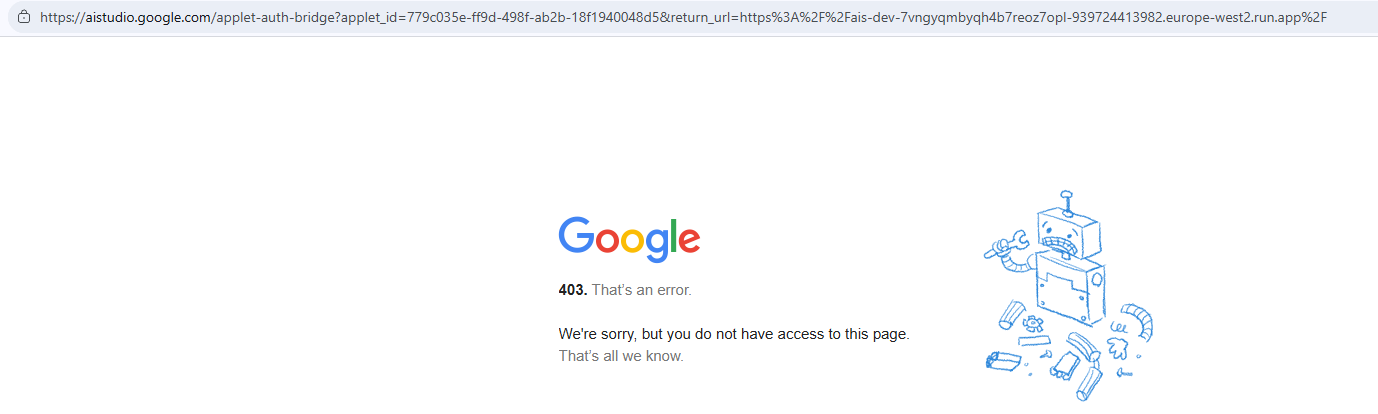 https://aistudio.google.com/applet-auth-bridge?applet_id=779c035e-ff9d-498f-ab2b-18f1940048d5&return_url=https%3A%2F%2Fais-dev-7vngyqmbyqh4b7reoz7opl-939724413982.europe-west2.run.app%2F
Google
403. That's an error.
We're sorry, but you do not have access to this page.
That's all we know.